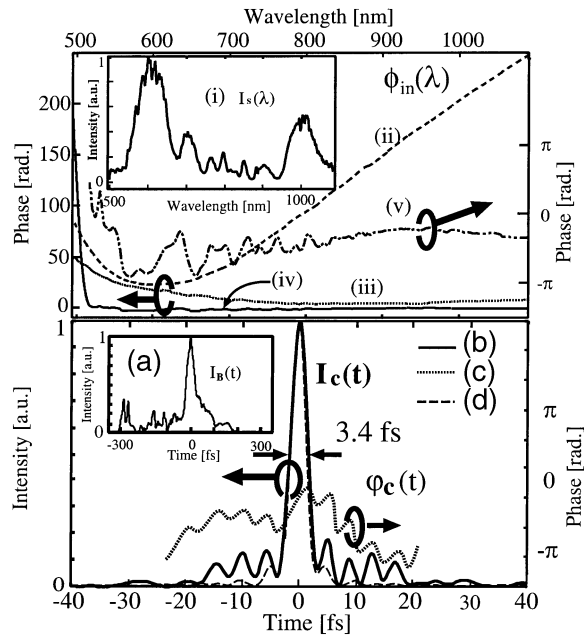 Wavelength [nm]
500 600 700 800 900 1000
Phase [rad.]
200
150
100
50
0
ϕin(λ)
(i) Is(λ)
Intensity [a.u.]
1
0
500 1000
Wavelength [nm]
(ii)
(v)
(iv)
(iii)
π
0
-π
Phase [rad.]
1
Intensity [a.u.]
0
(a)
IB(t)
Intensity [a.u.]
1
0
-300 0 300
Time [fs]
Ic(t)
(b)
(c)
(d)
3.4 fs
φc(t)
π
0
-π
Phase [rad.]
-40 -30 -20 -10 0 10 20 30 40
Time [fs]